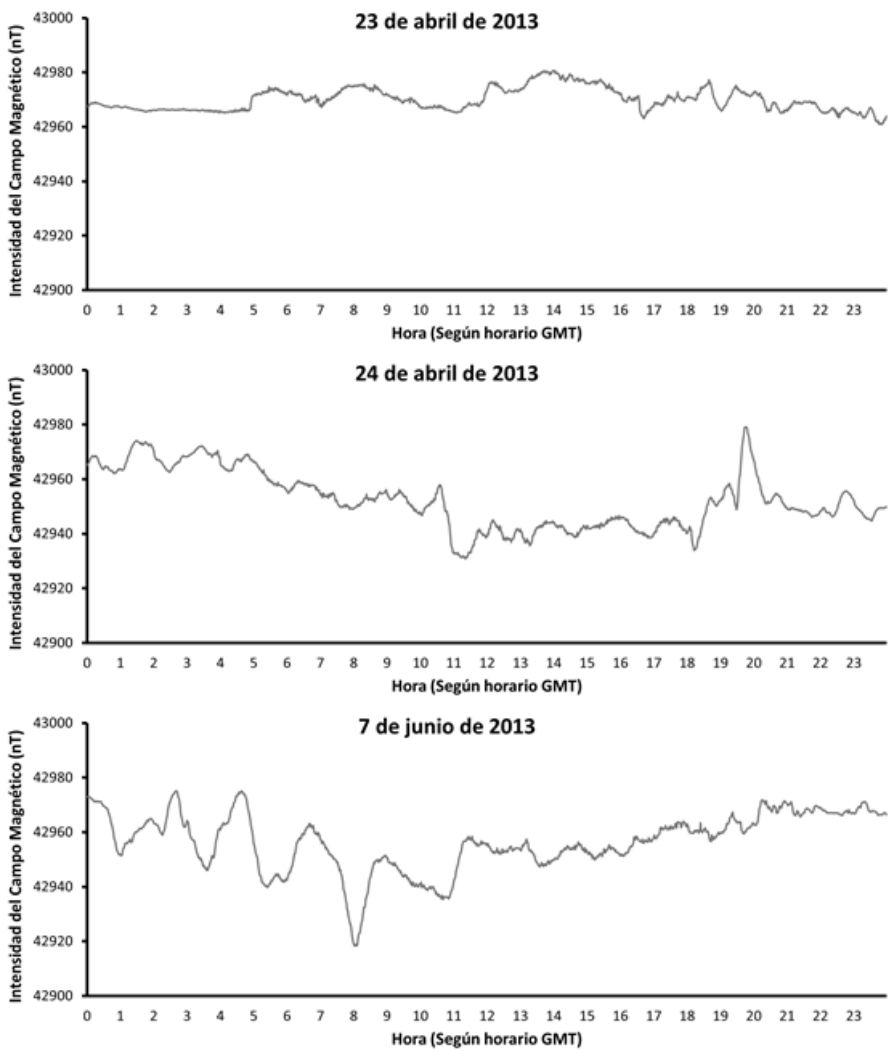 23 de abril de 2013
Intensidad del Campo Magnético (nT)
43000
42980
42960
42940
42920
42900
0 1 2 3 4 5 6 7 8 9 10 11 12 13 14 15 16 17 18 19 20 21 22 23
Hora (Según horario GMT)
24 de abril de 2013
Intensidad del Campo Magnético (nT)
43000
42980
42960
42940
42920
42900
0 1 2 3 4 5 6 7 8 9 10 11 12 13 14 15 16 17 18 19 20 21 22 23
Hora (Según horario GMT)
7 de junio de 2013
Intensidad del Campo Magnético (nT)
43000
42980
42960
42940
42920
42900
0 1 2 3 4 5 6 7 8 9 10 11 12 13 14 15 16 17 18 19 20 21 22 23
Hora (Según horario GMT)